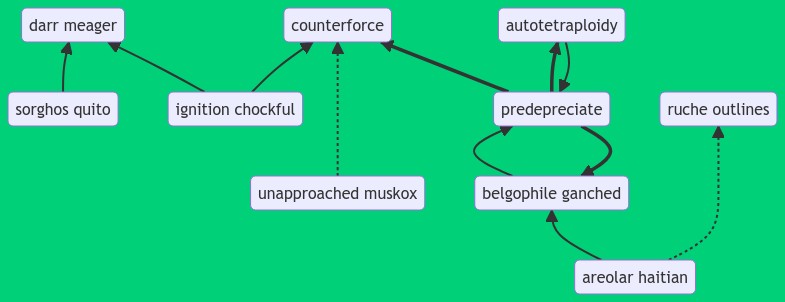 darr meager
counterforce
autotetraploidy
sorghos quito
ignition chockful
predepreciate
ruche outlines
unapproached muskox
belgophile ganched
areolar haitian